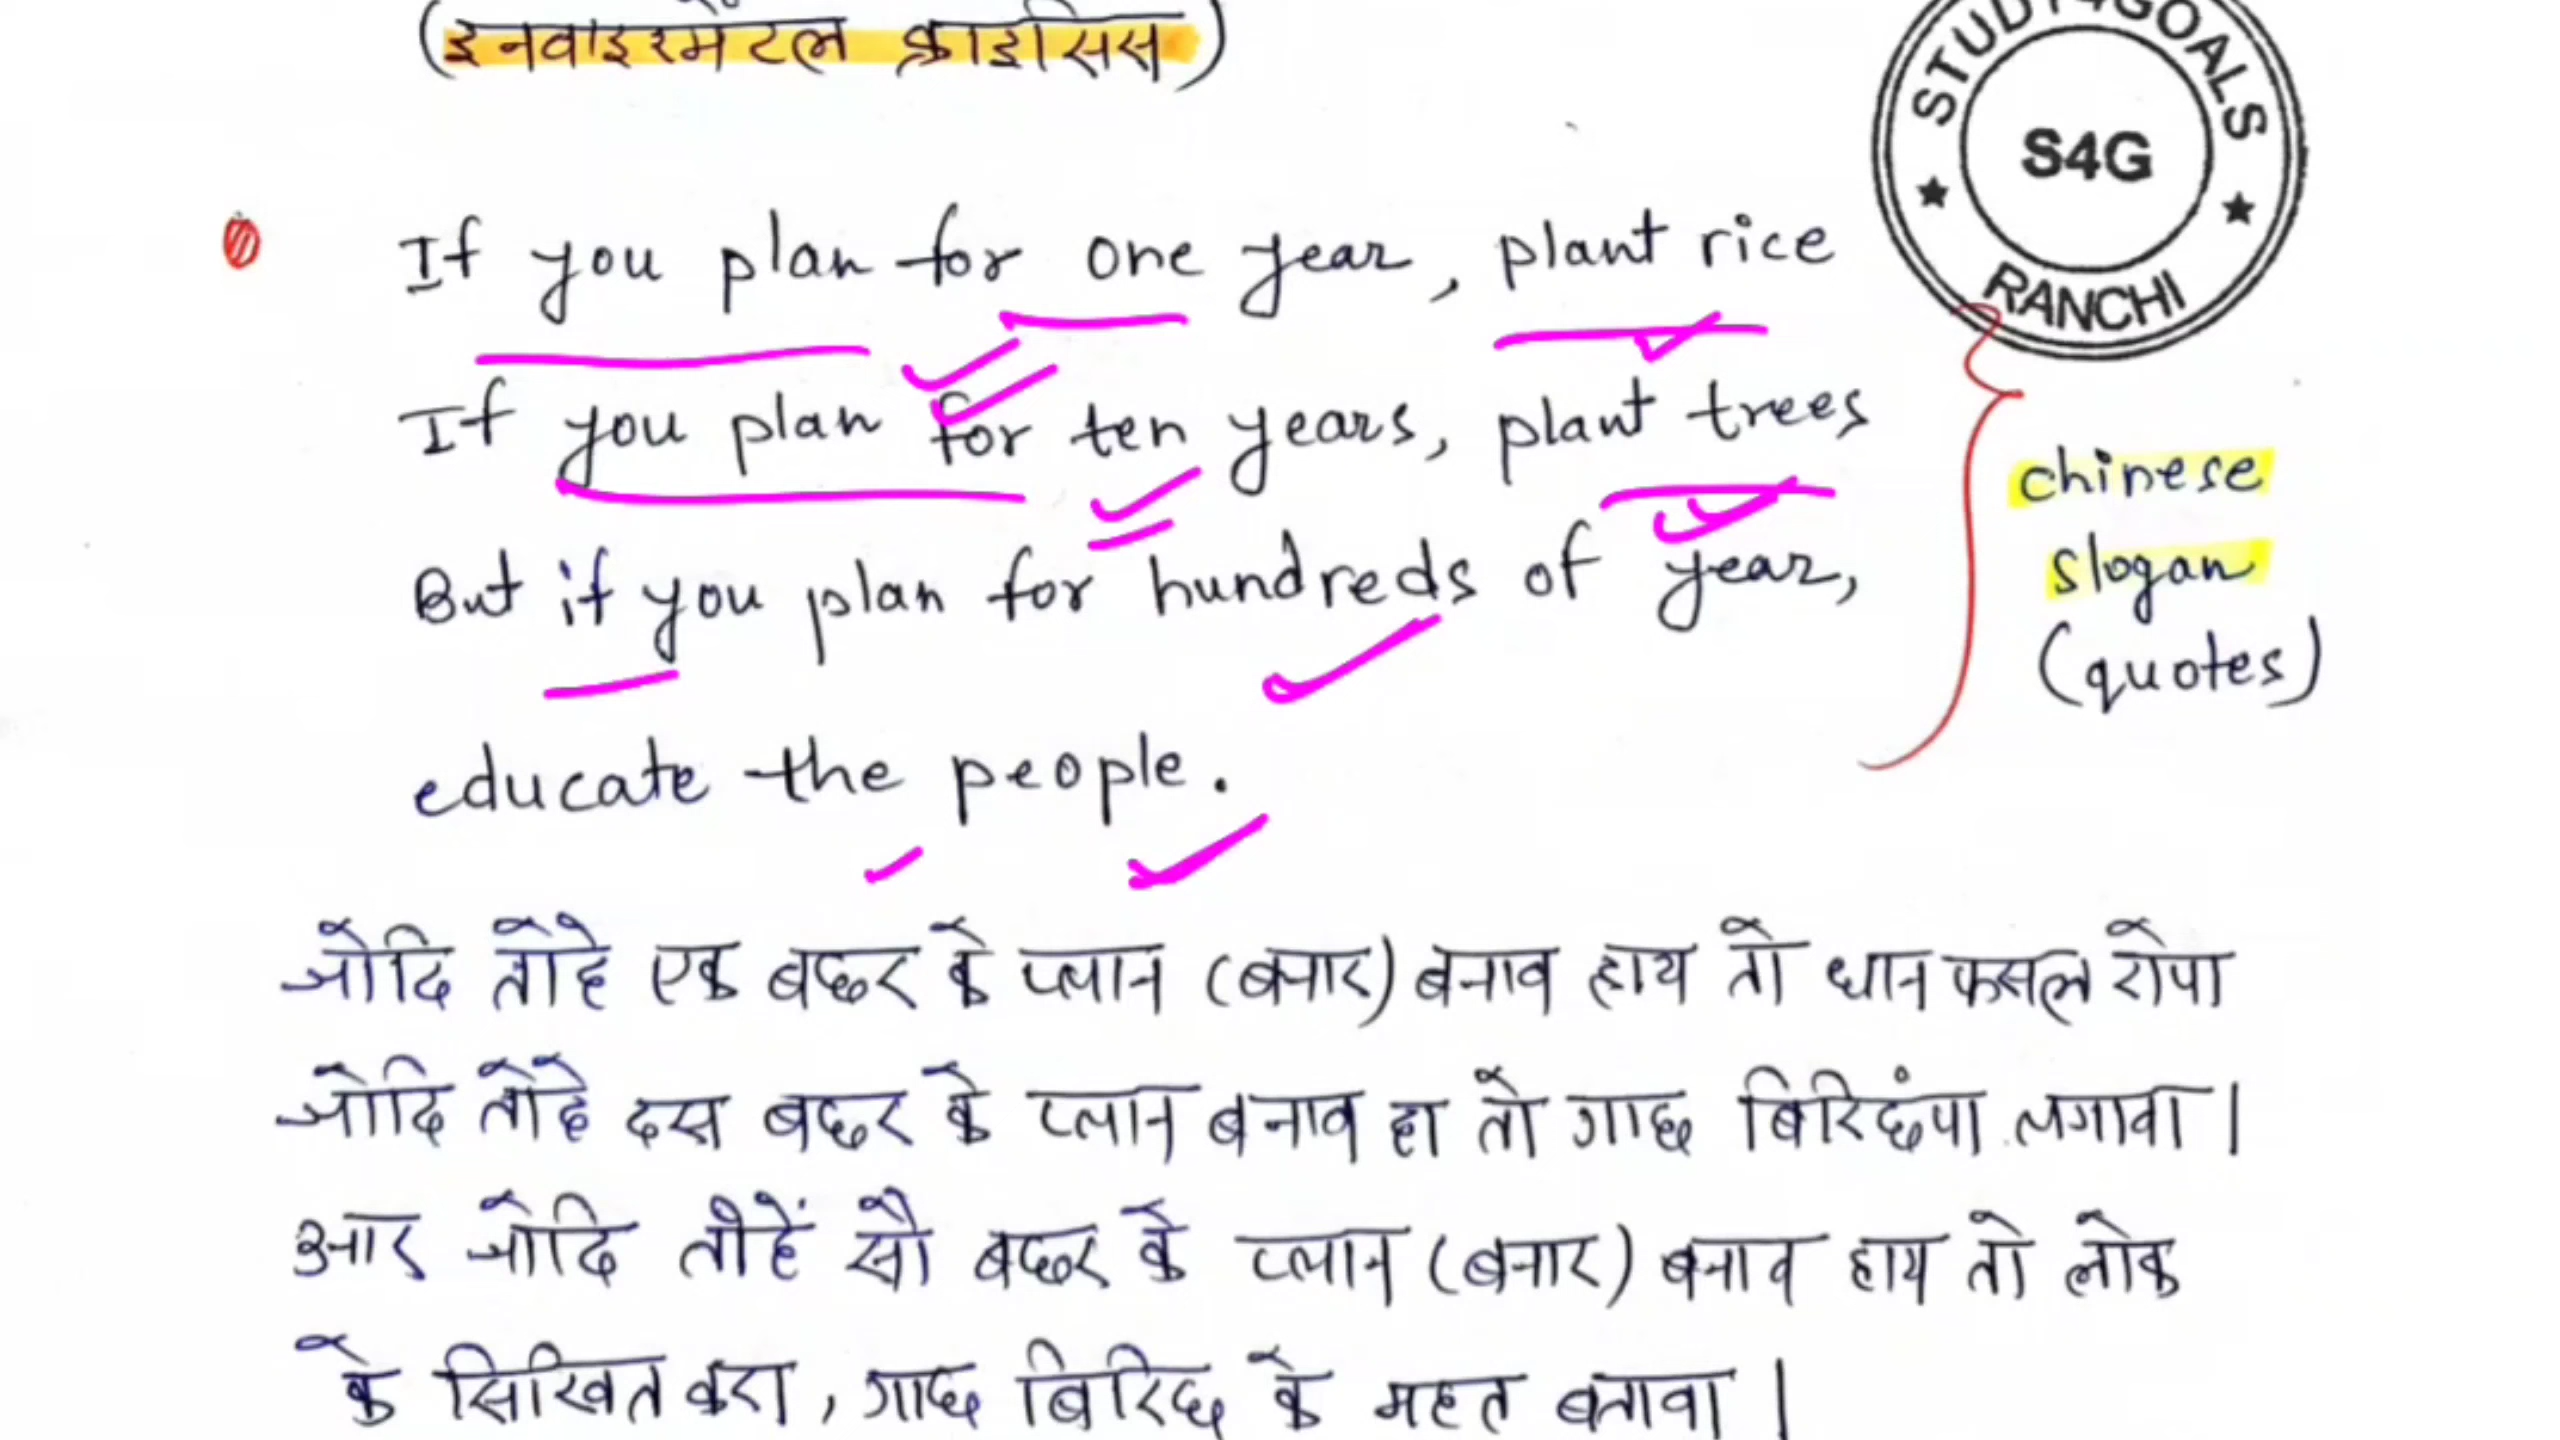 (इनवाइरमेंटल क्राइसिस)
STUDY4GOALS
S4G
RANCHI
If you plan for one year, plant rice
If you plan for ten years, plant trees
But if you plan for hundreds of year,
educate the people.
chinese
slogan
(quotes)
जोदि तोहे एक बछर के प्लान (बनार) बनाव हाय तो धान फसल रोपा
जोदि तोहे दस बछर के प्लान बनाव हा तो गाछ बिरिछंपा लगावा।
आर जोदि तोहें सौ बछर के प्लान (बनार) बनाव हाय तो लोक
के सिखित करा, गाछ बिरिछ के महत बतावा।